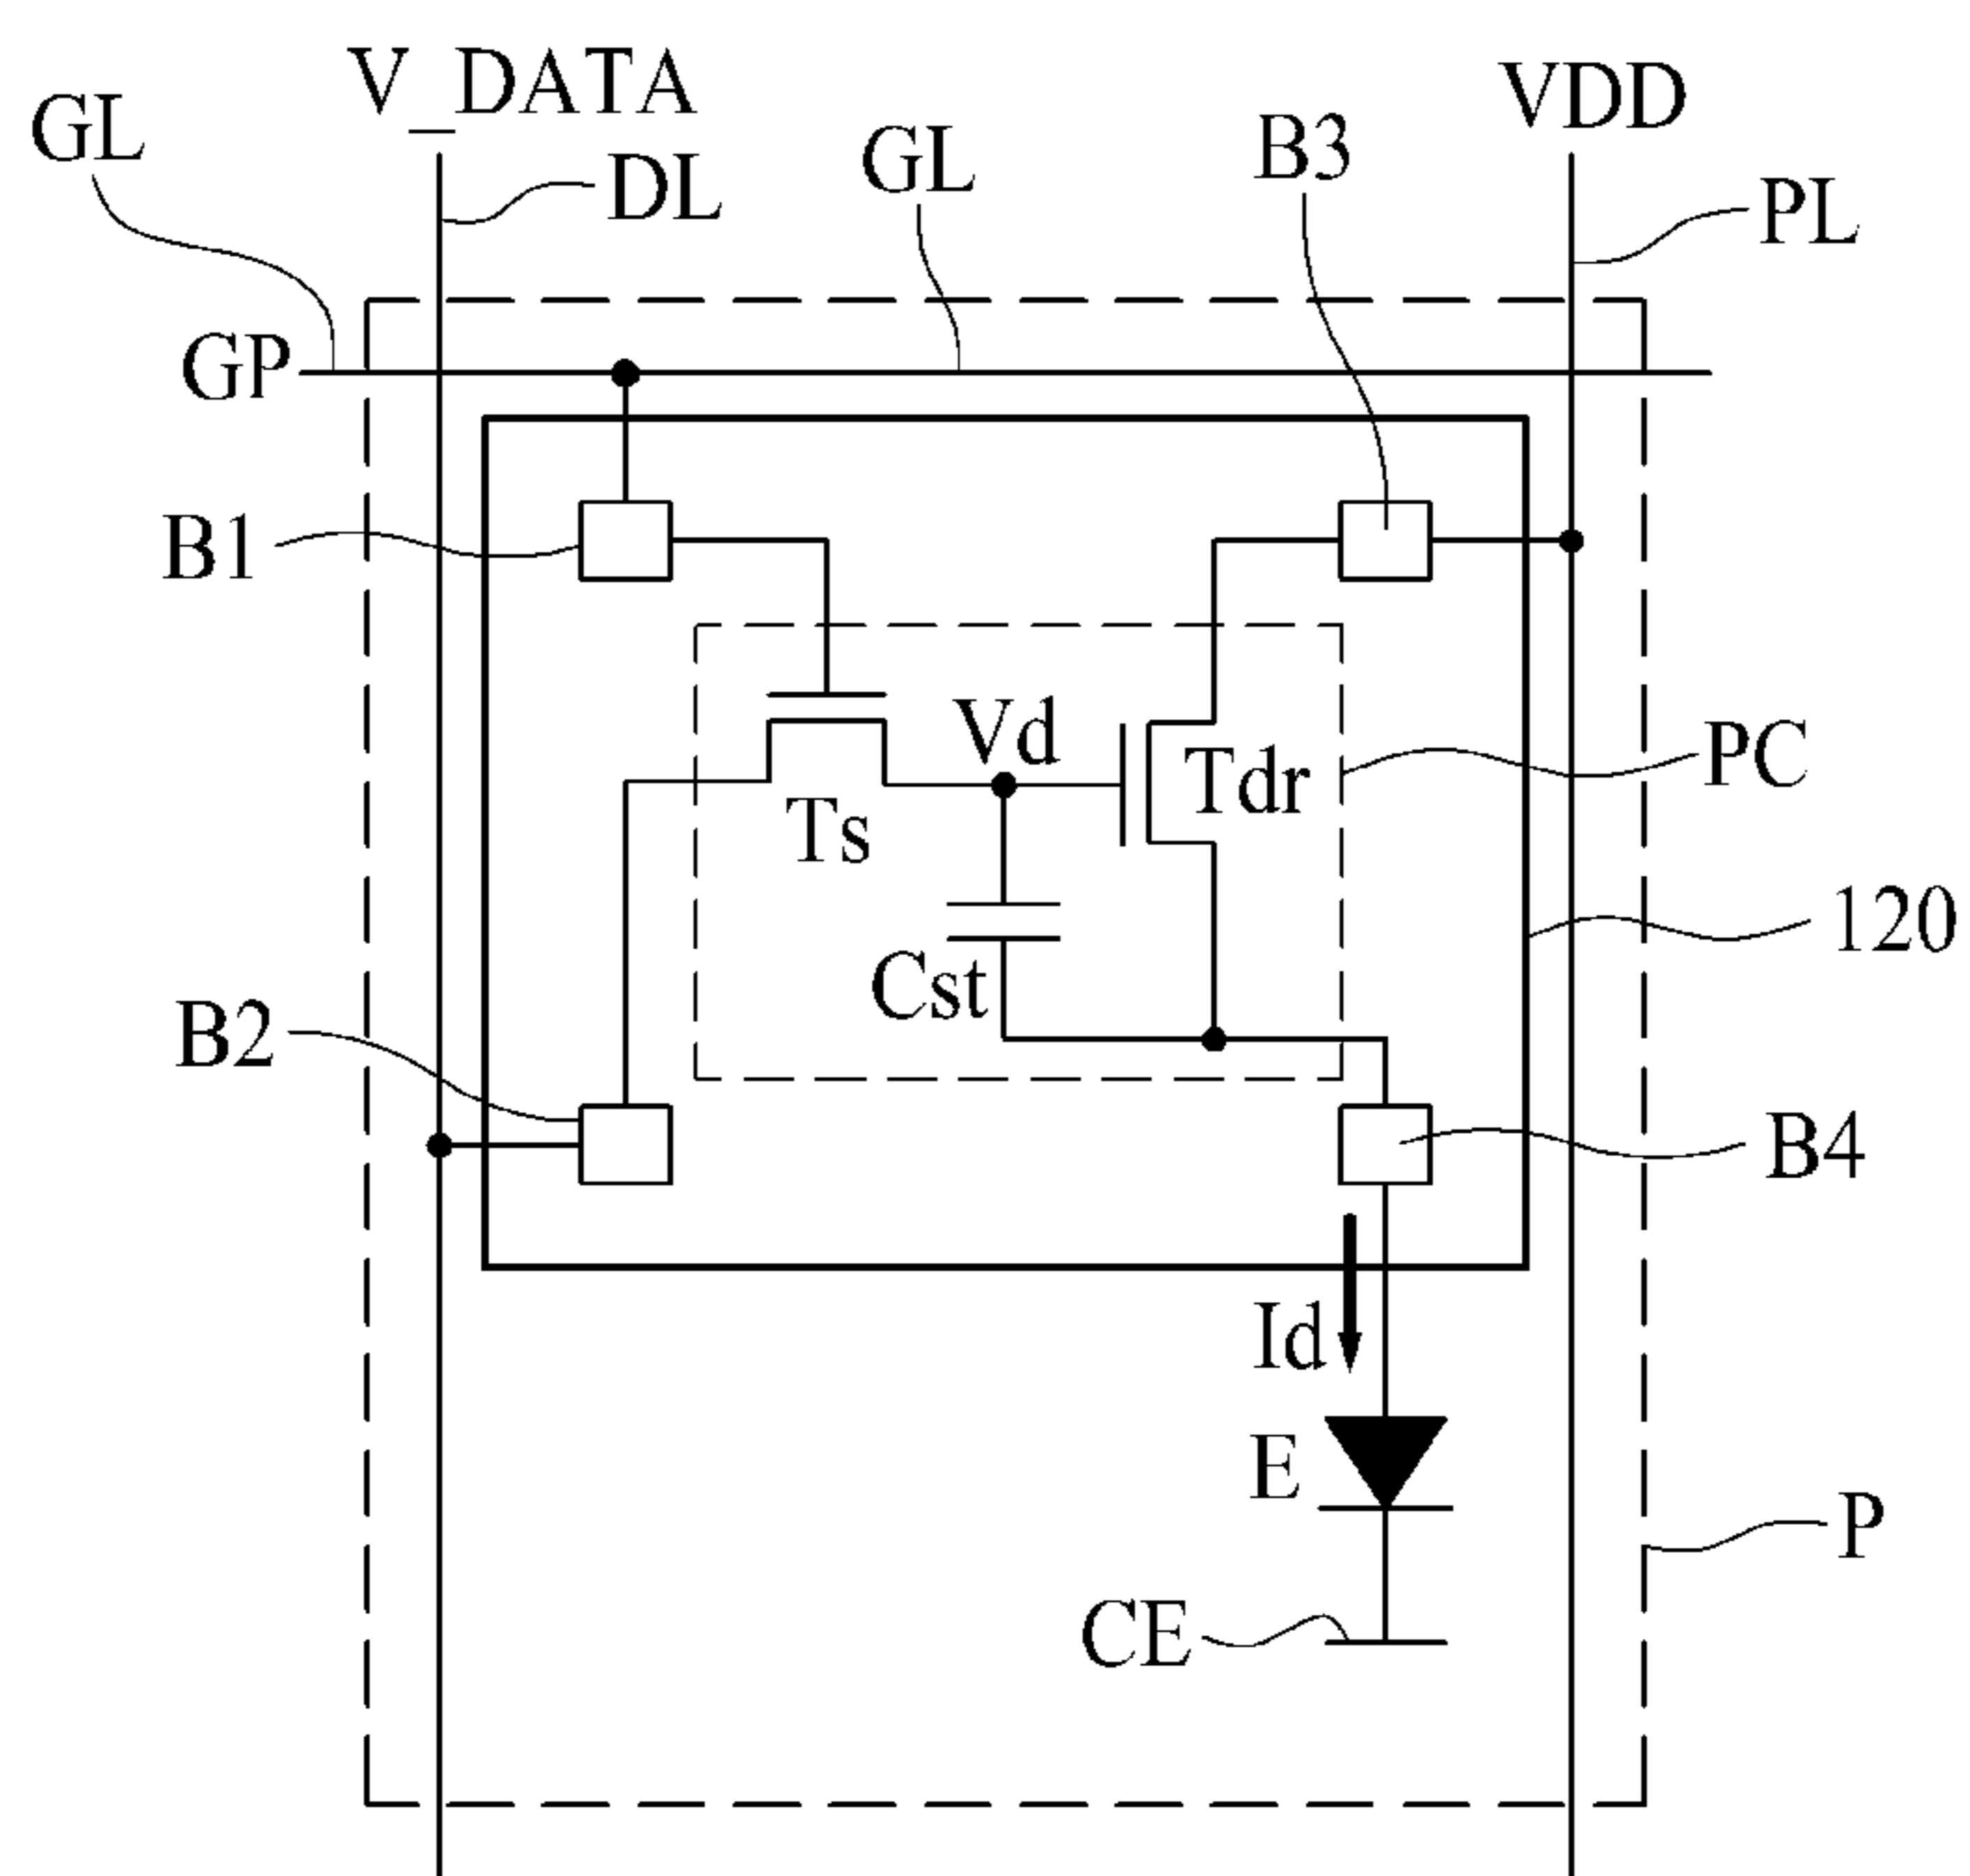 V_DATA
VDD
GL
GL
B3
DL
PL
GP
B1
Vd
PC
Tdr
Ts
120
Cst
B2
B4
Id
E
P
CE